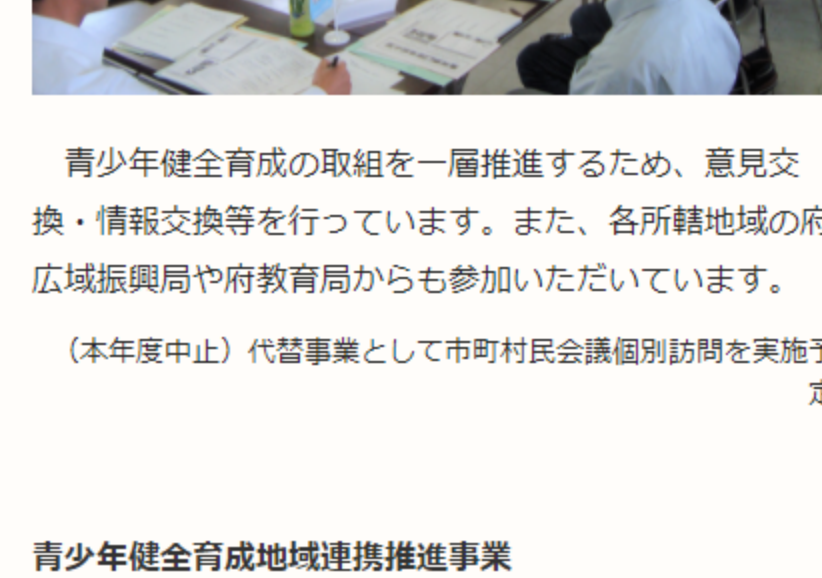 青少年健全育成の取組を一層推進するため、意見交
換・情報交換等を行っています。また、各所轄地域の府
広域振興局や府教育局からも参加いただいています。
（本年度中止）代替事業として市町村民会議個別訪問を実施予
定
青少年健全育成地域連携推進事業